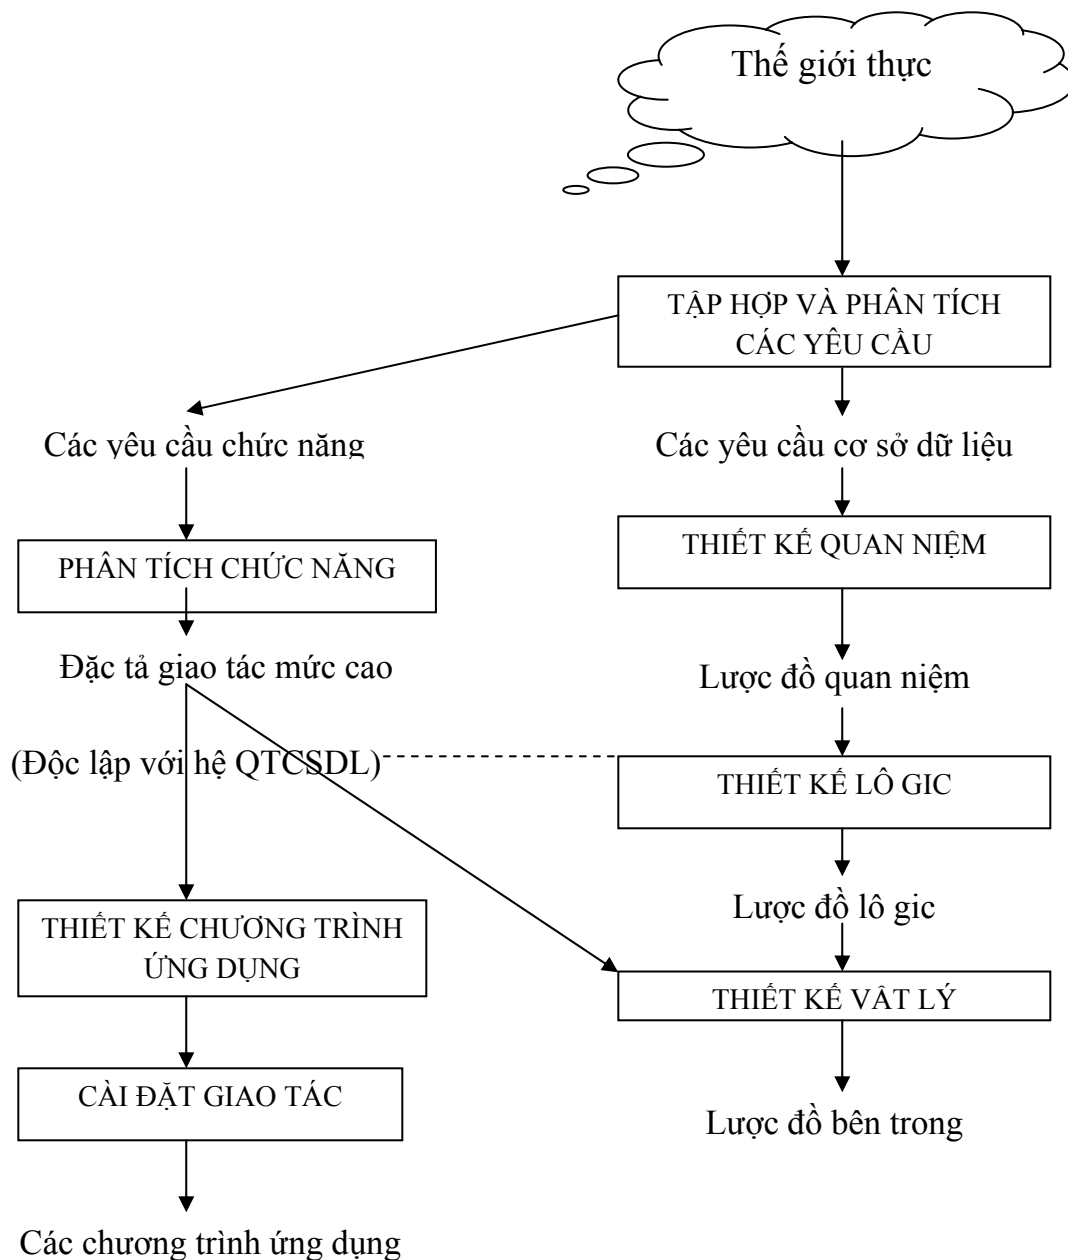 Thế giới thực
TẬP HỢP VÀ PHÂN TÍCH
CÁC YÊU CẦU
Các yêu cầu chức năng
Các yêu cầu cơ sở dữ liệu
THIẾT KẾ QUAN NIỆM
PHÂN TÍCH CHỨC NĂNG
Đặc tả giao tác mức cao
Lược đồ quan niệm
(Độc lập với hệ QTCSDL)
THIẾT KẾ LÔ GIC
Lược đồ lô gic
THIẾT KẾ CHƯƠNG TRÌNH
ỨNG DỤNG
THIẾT KẾ VÂT LÝ
CÀI ĐẶT GIAO TÁC
Lược đồ bên trong
Các chương trình ứng dụng